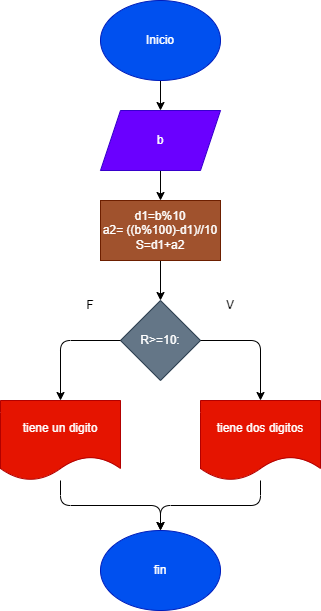 Inicio
b
d1=b%10
a2= ((b%100)-d1)//10
S=d1+a2
F
V
R>=10:
tiene un digito
tiene dos digitos
fin